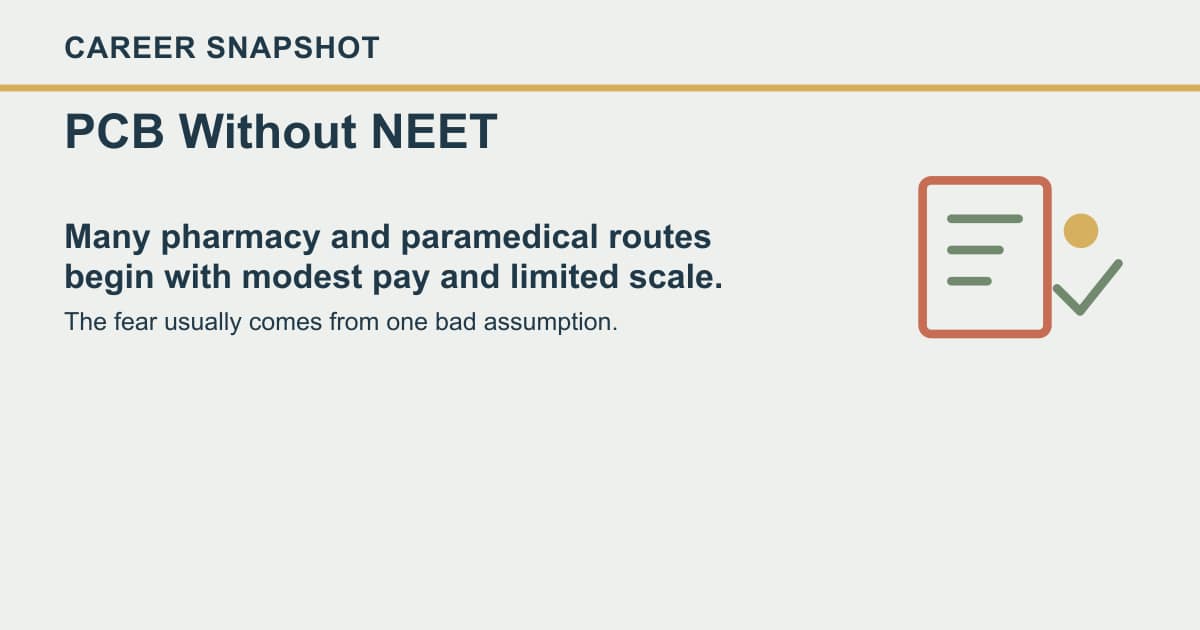 CAREER SNAPSHOT
PCB Without NEET
Many pharmacy and paramedical routes
begin with modest pay and limited scale.
The fear usually comes from one bad assumption.